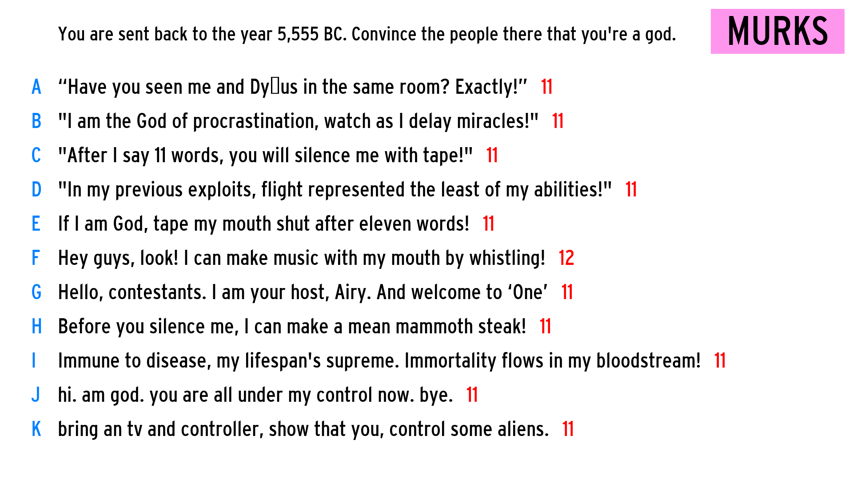 You are sent back to the year 5,555 BC. Convince the people there that you're a god.
MURKS
A “Have you seen me and Dy▯us in the same room? Exactly!” 11
B "I am the God of procrastination, watch as I delay miracles!" 11
C "After I say 11 words, you will silence me with tape!" 11
D "In my previous exploits, flight represented the least of my abilities!" 11
E If I am God, tape my mouth shut after eleven words! 11
F Hey guys, look! I can make music with my mouth by whistling! 12
G Hello, contestants. I am your host, Airy. And welcome to ‘One’ 11
H Before you silence me, I can make a mean mammoth steak! 11
I Immune to disease, my lifespan's supreme. Immortality flows in my bloodstream! 11
J hi. am god. you are all under my control now. bye. 11
K bring an tv and controller, show that you, control some aliens. 11